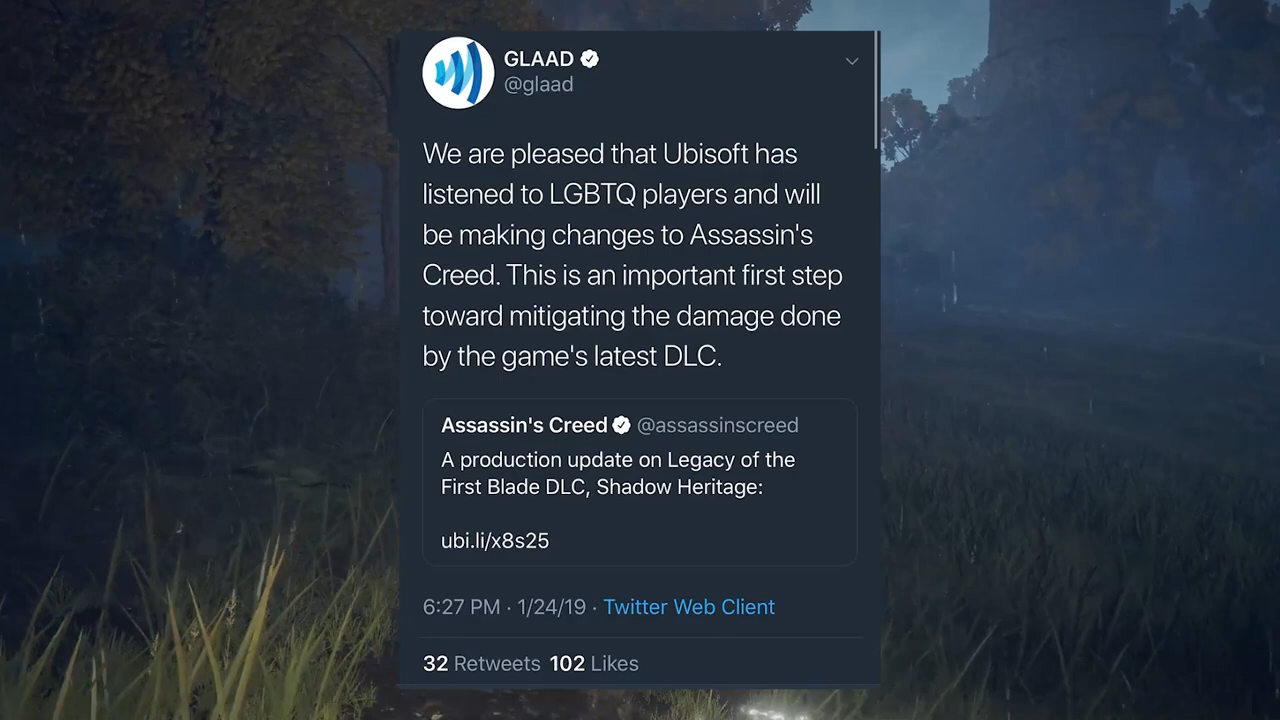 GLAAD
@glaad
We are pleased that Ubisoft has
listened to LGBTQ players and will
be making changes to Assassin's
Creed. This is an important first step
toward mitigating the damage done
by the game's latest DLC.
Assassin's Creed @assassinscreed
A production update on Legacy of the
First Blade DLC, Shadow Heritage:
ubi.li/x8s25
6:27 PM · 1/24/19 · Twitter Web Client
32 Retweets 102 Likes